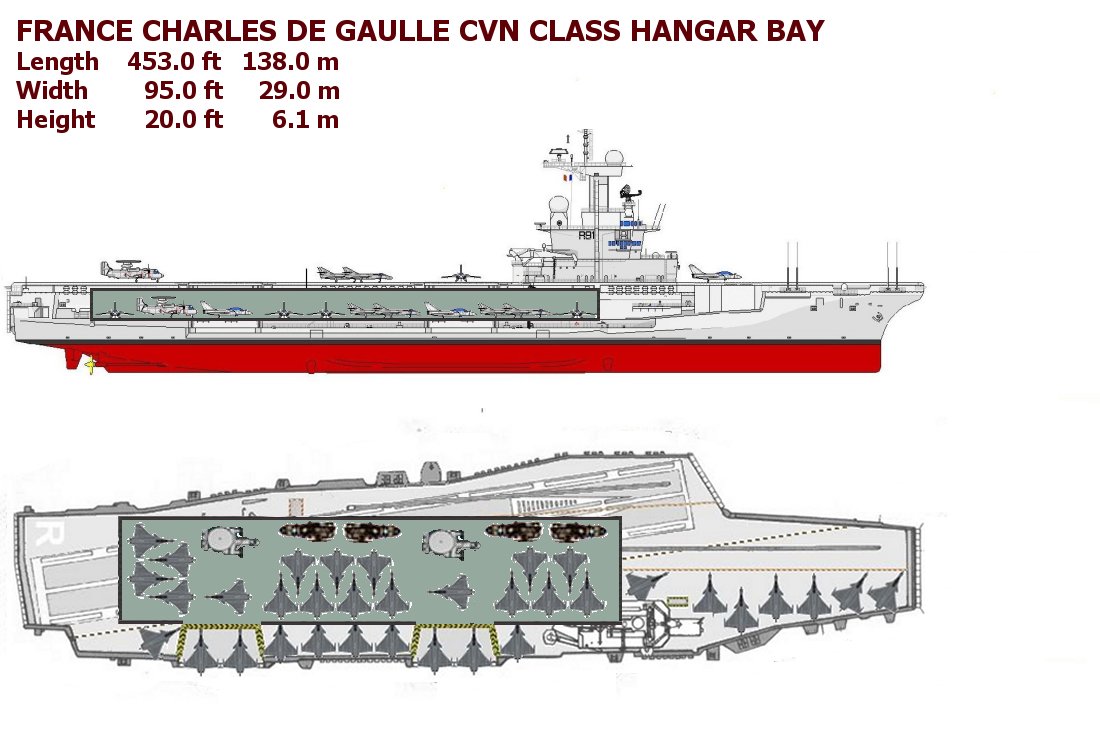 FRANCE CHARLES DE GAULLE CVN CLASS HANGAR BAY
Length 453.0 ft 138.0 m
Width 95.0 ft 29.0 m
Height 20.0 ft 6.1 m
R91
R